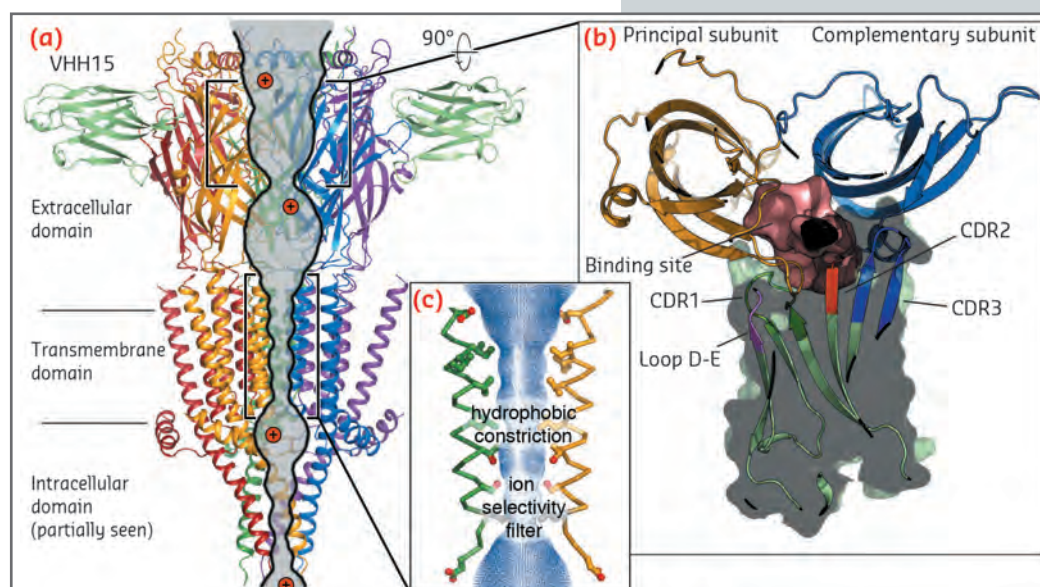 (a)
VHH15
90°
Extracellular
domain
Transmembrane
domain
Intracellular
domain
(partially seen)
+
+
+
+
(b)
Principal subunit
Complementary subunit
Binding site
CDR1
Loop D-E
CDR2
CDR3
(c)
hydrophobic
constriction
ion
selectivity
filter